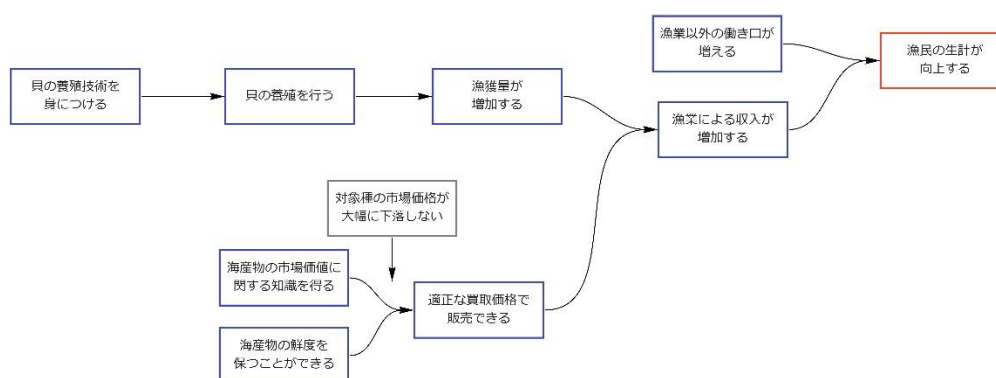 漁業以外の働き口が
増える
漁民の生計が
向上する
貝の養殖技術を
身につける
貝の養殖を行う
漁獲量が
増加する
漁業による収入が
増加する
対象種の市場価格が
大幅に下落しない
海産物の市場価値に
関する知識を得る
適正な買取価格で
販売できる
海産物の鮮度を
保つことができる